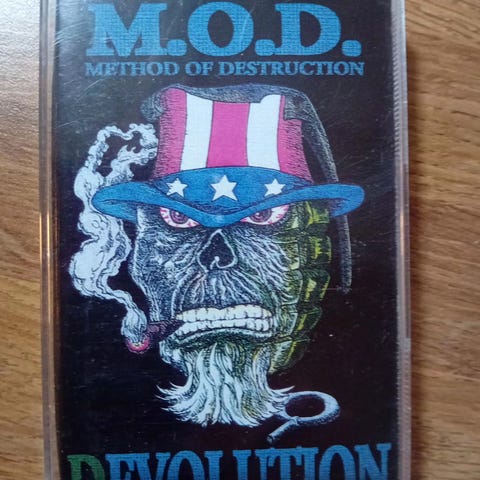 M.O.D.
METHOD OF DESTRUCTION
DEVOLUTION